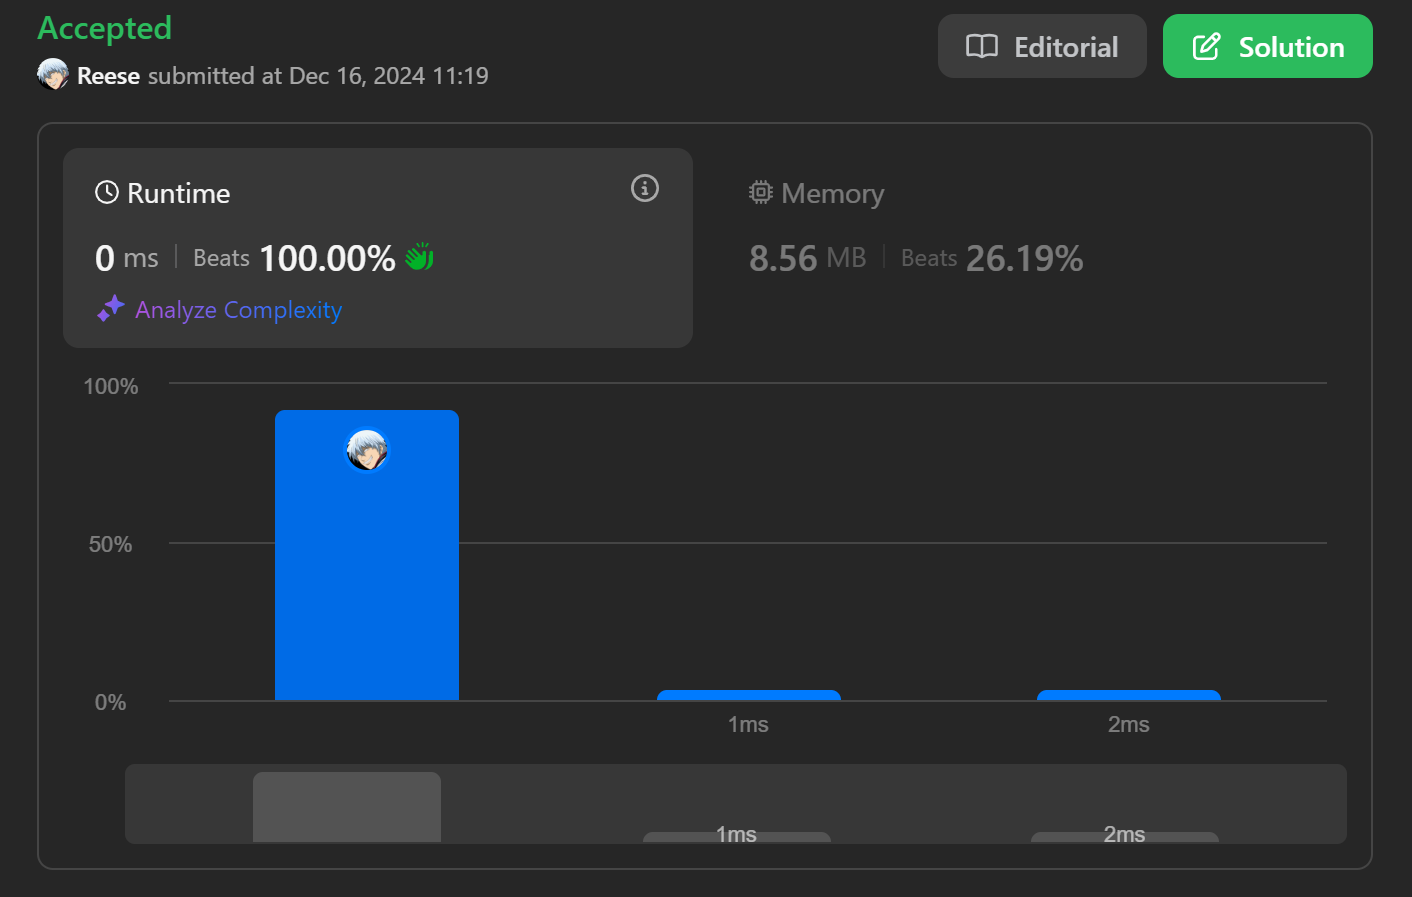 Accepted
Reese submitted at Dec 16, 2024 11:19
Editorial
Solution
Runtime
0 ms | Beats 100.00%
Analyze Complexity
Memory
8.56 MB | Beats 26.19%
100%
50%
0%
1ms
2ms
1ms
2ms